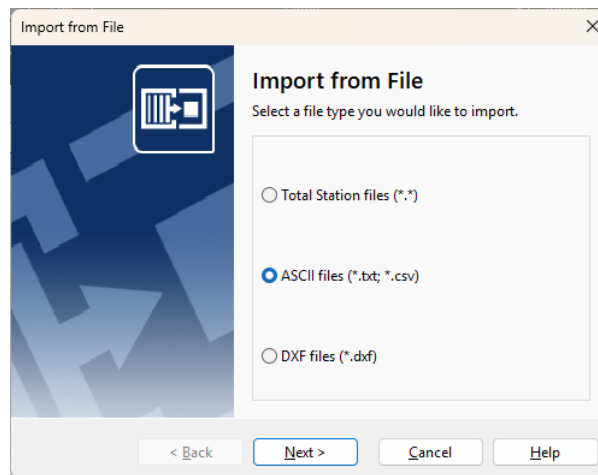 Import from File
Import from File
Select a file type you would like to import.
Total Station files (*.*)
ASCII files (*.txt; *.csv)
DXF files (*.dxf)
< Back
Next >
Cancel
Help